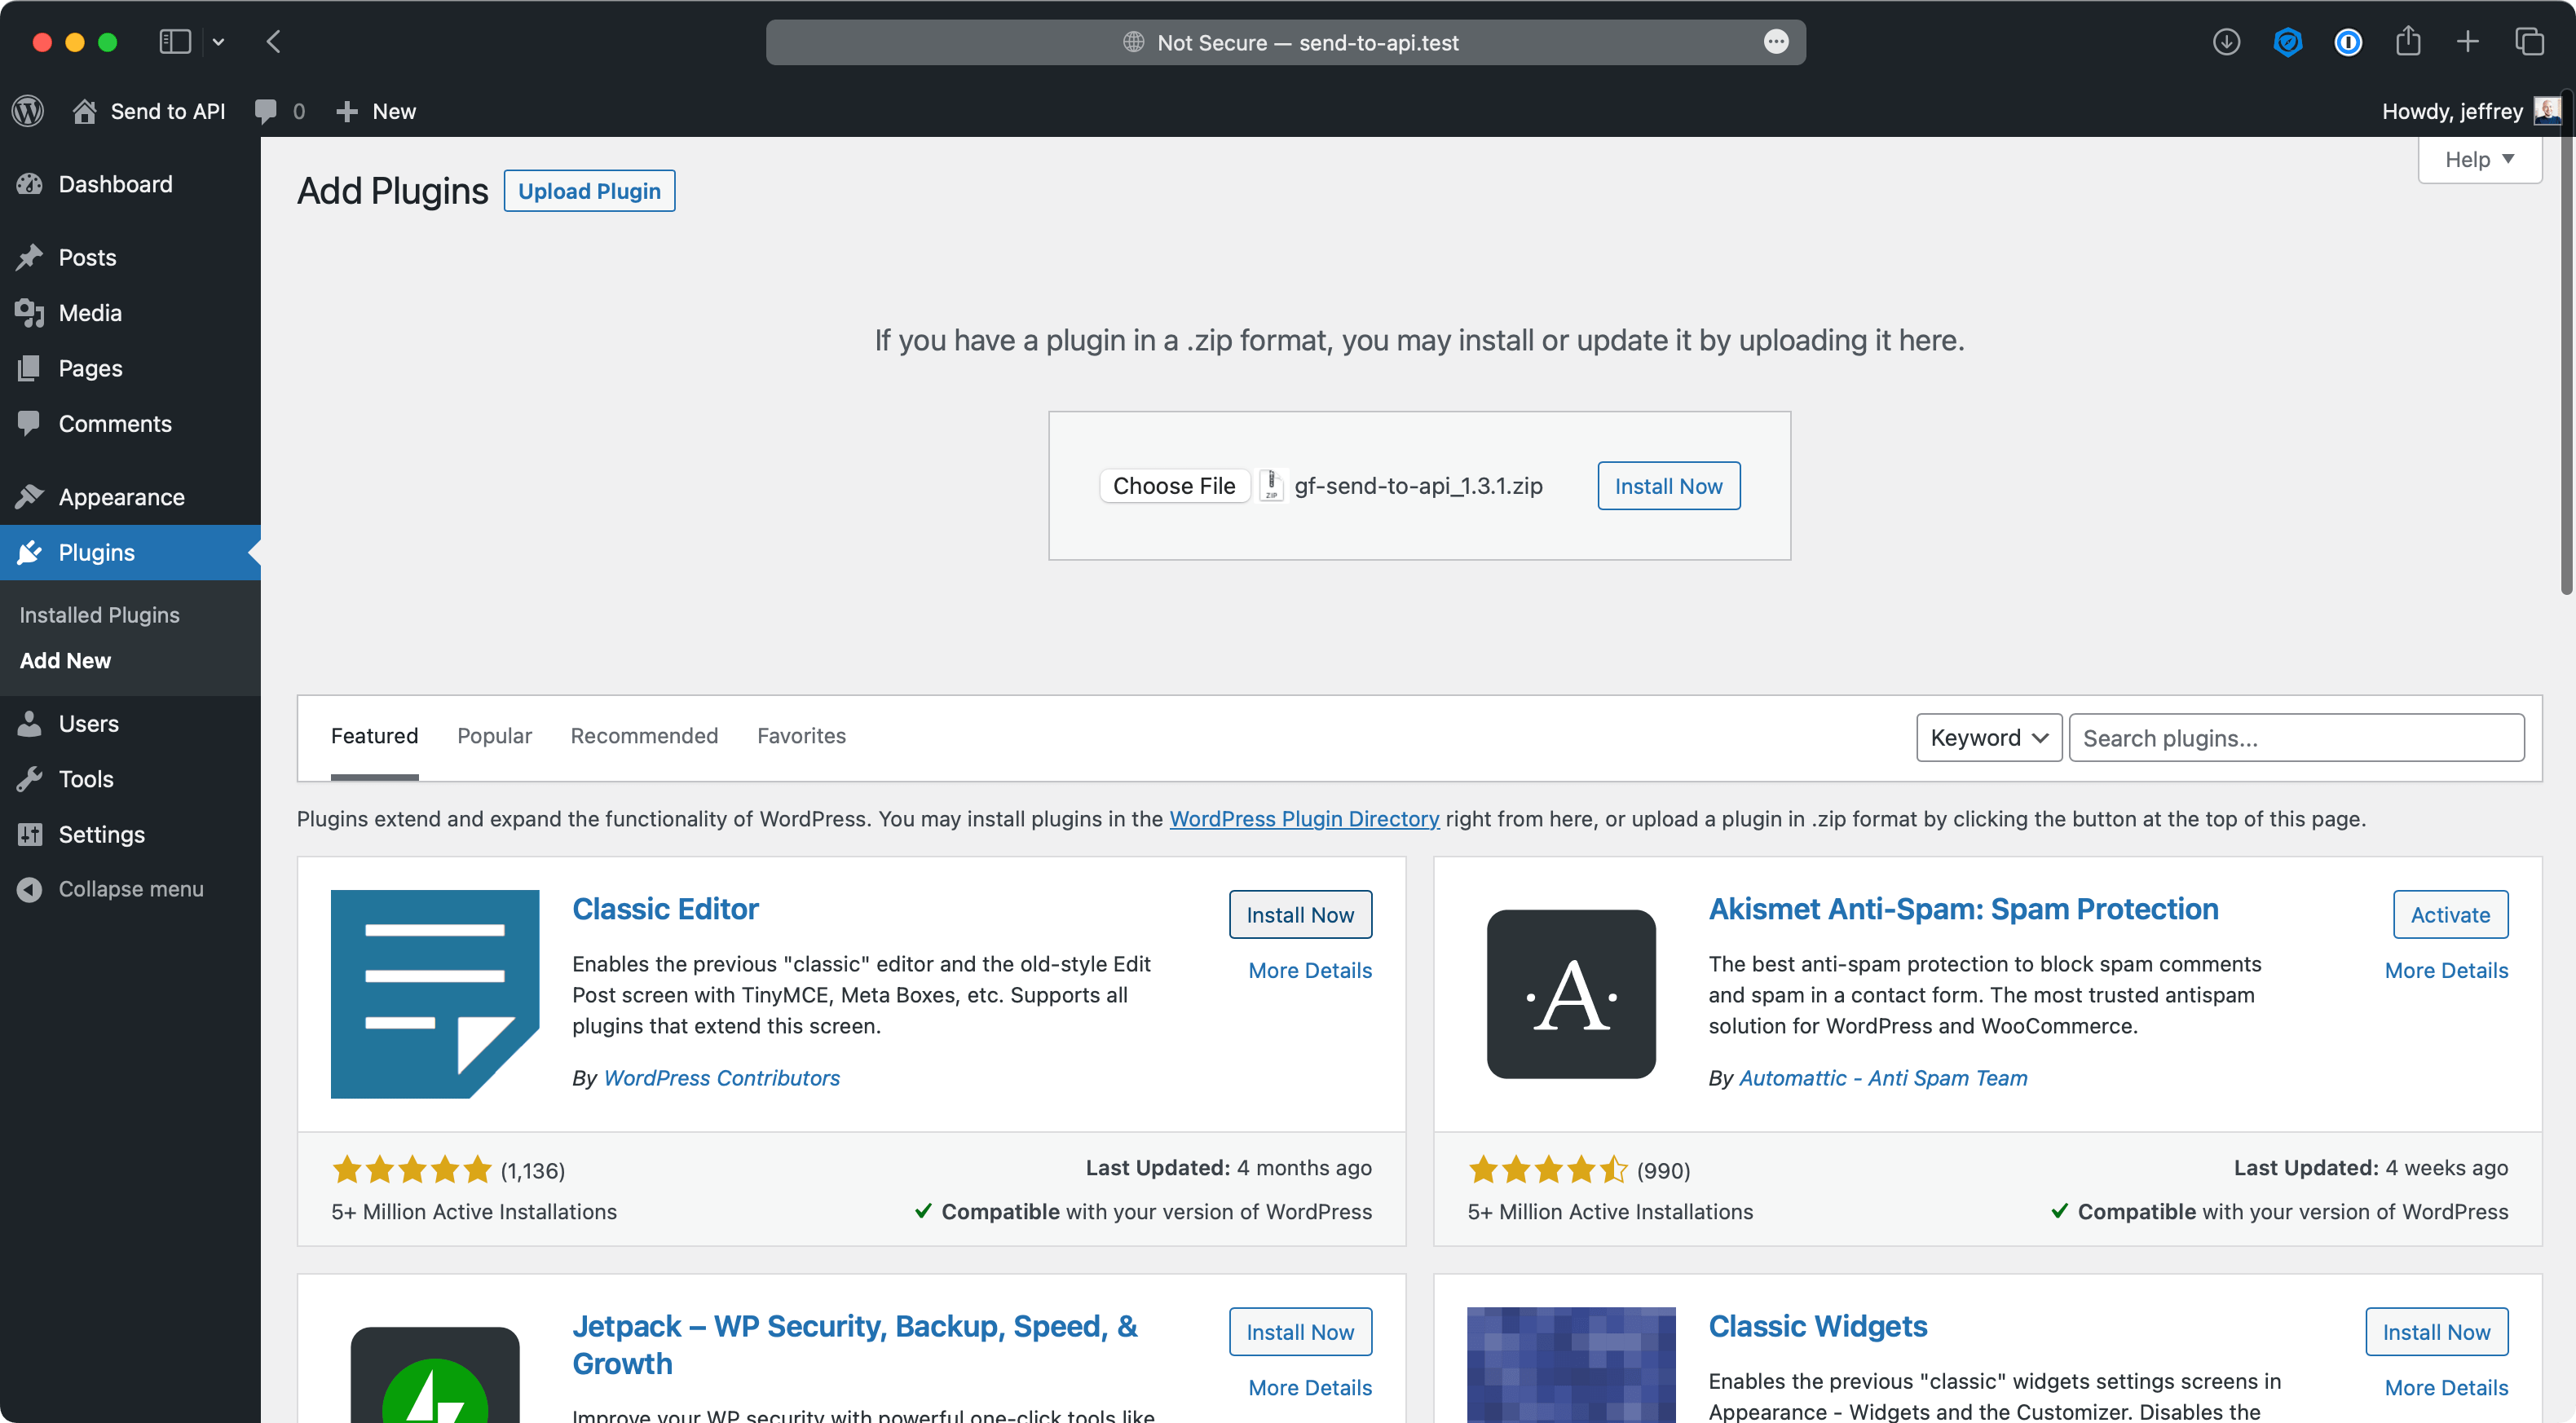 Not Secure — send-to-api.test
Send to API
0
New
Howdy, jeffrey
Dashboard
Posts
Media
Pages
Comments
Appearance
Plugins
Installed Plugins
Add New
Users
Tools
Settings
Collapse menu
Help
Add Plugins
Upload Plugin
If you have a plugin in a .zip format, you may install or update it by uploading it here.
Choose File
ZIP
gf-send-to-api_1.3.1.zip
Install Now
Featured
Popular
Recommended
Favorites
Keyword
Search plugins...
Plugins extend and expand the functionality of WordPress. You may install plugins in the WordPress Plugin Directory right from here, or upload a plugin in .zip format by clicking the button at the top of this page.
Classic Editor
Install Now
More Details
Enables the previous "classic" editor and the old-style Edit
Post screen with TinyMCE, Meta Boxes, etc. Supports all
plugins that extend this screen.
By WordPress Contributors
(1,136)
5+ Million Active Installations
Last Updated: 4 months ago
Compatible with your version of WordPress
·A·
Akismet Anti-Spam: Spam Protection
Activate
More Details
The best anti-spam protection to block spam comments
and spam in a contact form. The most trusted antispam
solution for WordPress and WooCommerce.
By Automattic - Anti Spam Team
(990)
5+ Million Active Installations
Last Updated: 4 weeks ago
Compatible with your version of WordPress
Jetpack – WP Security, Backup, Speed, &
Growth
Install Now
More Details
Improve your WP security with powerful one-click tools like
Classic Widgets
Install Now
More Details
Enables the previous "classic" widgets settings screens in
Appearance - Widgets and the Customizer. Disables the